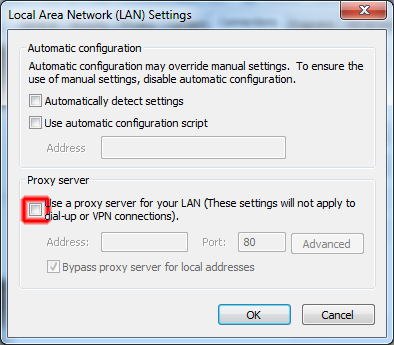 Local Area Network (LAN) Settings
Automatic configuration
Automatic configuration may override manual settings. To ensure the
use of manual settings, disable automatic configuration.
Automatically detect settings
Use automatic configuration script
Address
Proxy server
Use a proxy server for your LAN (These settings will not apply to
dial-up or VPN connections).
Address: Port: 80 Advanced
Bypass proxy server for local addresses
OK Cancel